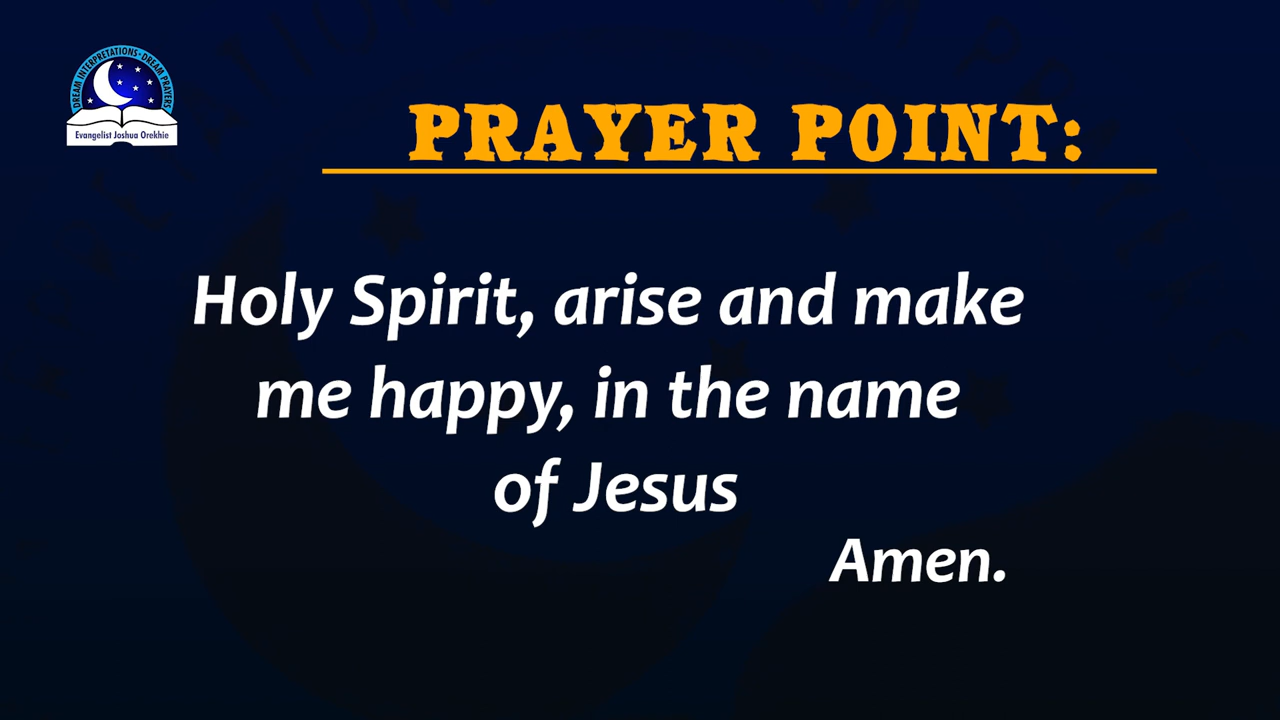 DREAM INTERPRETATIONS - DREAM PRAYERS
Evangelist Joshua Orekhie
PRAYER POINT:
Holy Spirit, arise and make
me happy, in the name
of Jesus
Amen.